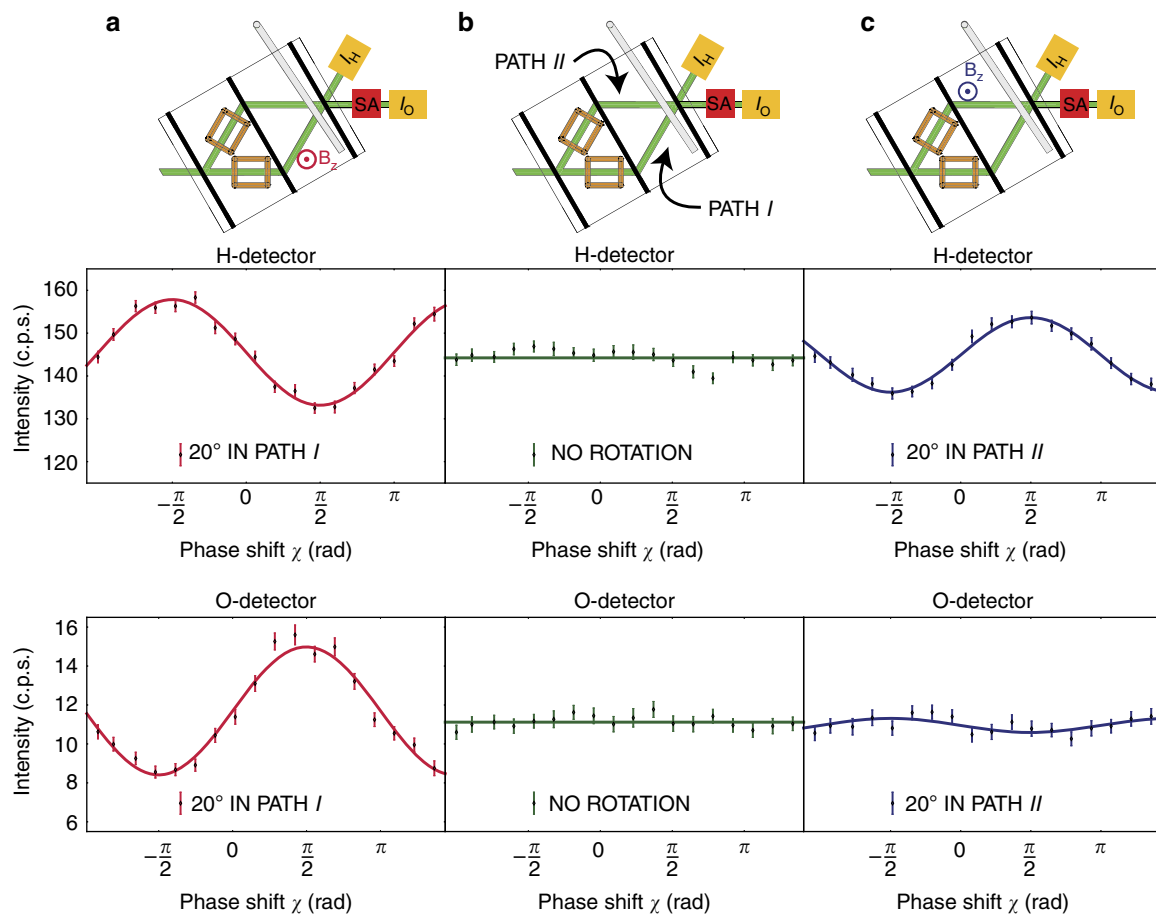 a
b
c
I_H
SA
I_O
B_z
PATH II
PATH I
I_H
SA
I_O
B_z
I_H
SA
I_O
H-detector
H-detector
H-detector
Intensity (c.p.s.)
160
150
140
130
120
20° IN PATH I
NO ROTATION
20° IN PATH II
−π/2 0 π/2 π
−π/2 0 π/2 π
−π/2 0 π/2 π
Phase shift χ (rad)
Phase shift χ (rad)
Phase shift χ (rad)
O-detector
O-detector
O-detector
Intensity (c.p.s.)
16
14
12
10
8
6
20° IN PATH I
NO ROTATION
20° IN PATH II
−π/2 0 π/2 π
−π/2 0 π/2 π
−π/2 0 π/2 π
Phase shift χ (rad)
Phase shift χ (rad)
Phase shift χ (rad)